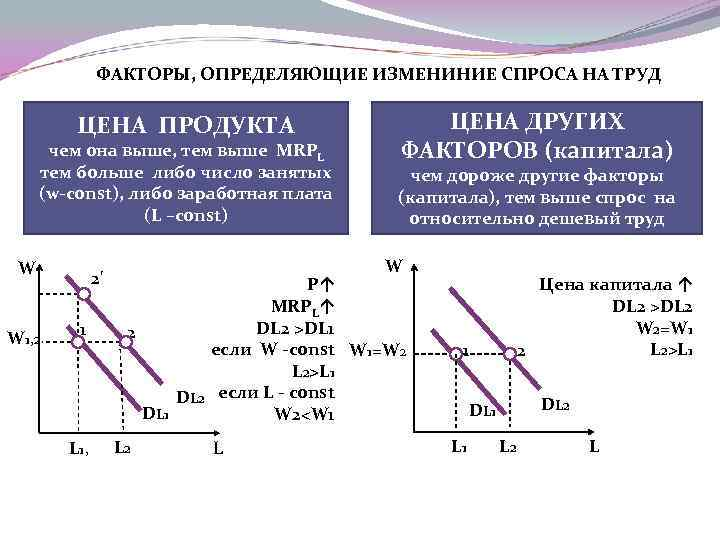 ФАКТОРЫ, ОПРЕДЕЛЯЮЩИЕ ИЗМЕНИНИЕ СПРОСА НА ТРУД
ЦЕНА ПРОДУКТА
чем она выше, тем выше MRPL
тем больше либо число занятых
(w-const), либо заработная плата
(L –const)
ЦЕНА ДРУГИХ
ФАКТОРОВ (капитала)
чем дороже другие факторы
(капитала), тем выше спрос на
относительно дешевый труд
W
2'
W1,2
1
2
DL1
DL2
L1,
L2
L
P↑
MRPL↑
DL2 >DL1
если W -const
L2>L1
если L - const
W2<W1
W
W1=W2
1
2
DL1
DL2
L1
L2
L
Цена капитала ↑
DL2 >DL2
W2=W1
L2>L1